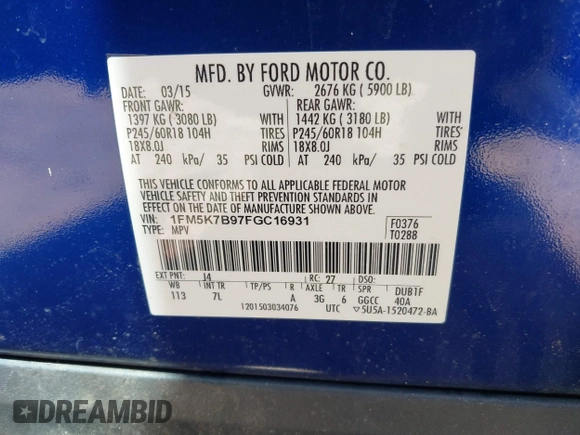 MFD. BY FORD MOTOR CO.
DATE: 03/15 GVWR: 2676 KG ( 5900 LB)
FRONT GAWR: REAR GAWR:
1397 KG ( 3080 LB) WITH 1442 KG ( 3180 LB) WITH
P245/60R18 104H TIRES P245/60R18 104H TIRES
18X8.0J RIMS 18X8.0J RIMS
AT 240 kPa/ 35 PSI COLD AT 240 kPa/ 35 PSI COLD
THIS VEHICLE CONFORMS TO ALL APPLICABLE FEDERAL MOTOR
VEHICLE SAFETY AND THEFT PREVENTION STANDARDS IN
EFFECT ON THE DATE OF MANUFACTURE SHOWN ABOVE.
VIN: 1FM5K7B97FGC16931 F0376
TYPE: MPV T0288
EXT PNT: J4 RC: 27 DSO:
WB INT TR TP/PS R AXLE TR SPR DUB1F
113 7L A 3G 6 GGCC 40A
1201503034076 UTC ▽5U5A-1520472-BA
DREAMBID